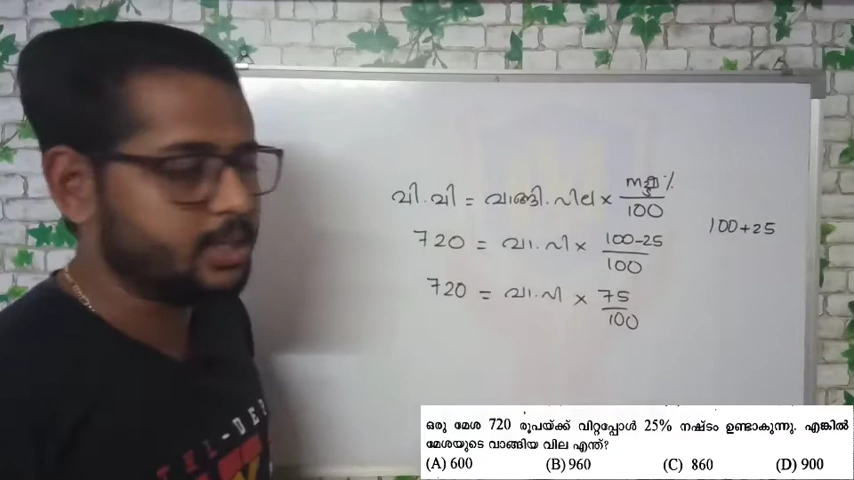 വി.വി = വാങ്ങി.വില × നഷ്ടം% / 100
100+25
720 = വാ.വി × 100-25 / 100
720 = വാ.വി × 75 / 100
ഒരു മേശ 720 രൂപയ്ക്ക് വിറ്റപ്പോൾ 25% നഷ്ടം ഉണ്ടാകുന്നു. എങ്കിൽ
മേശയുടെ വാങ്ങിയ വില എന്ത്?
(A) 600 (B) 960 (C) 860 (D) 900